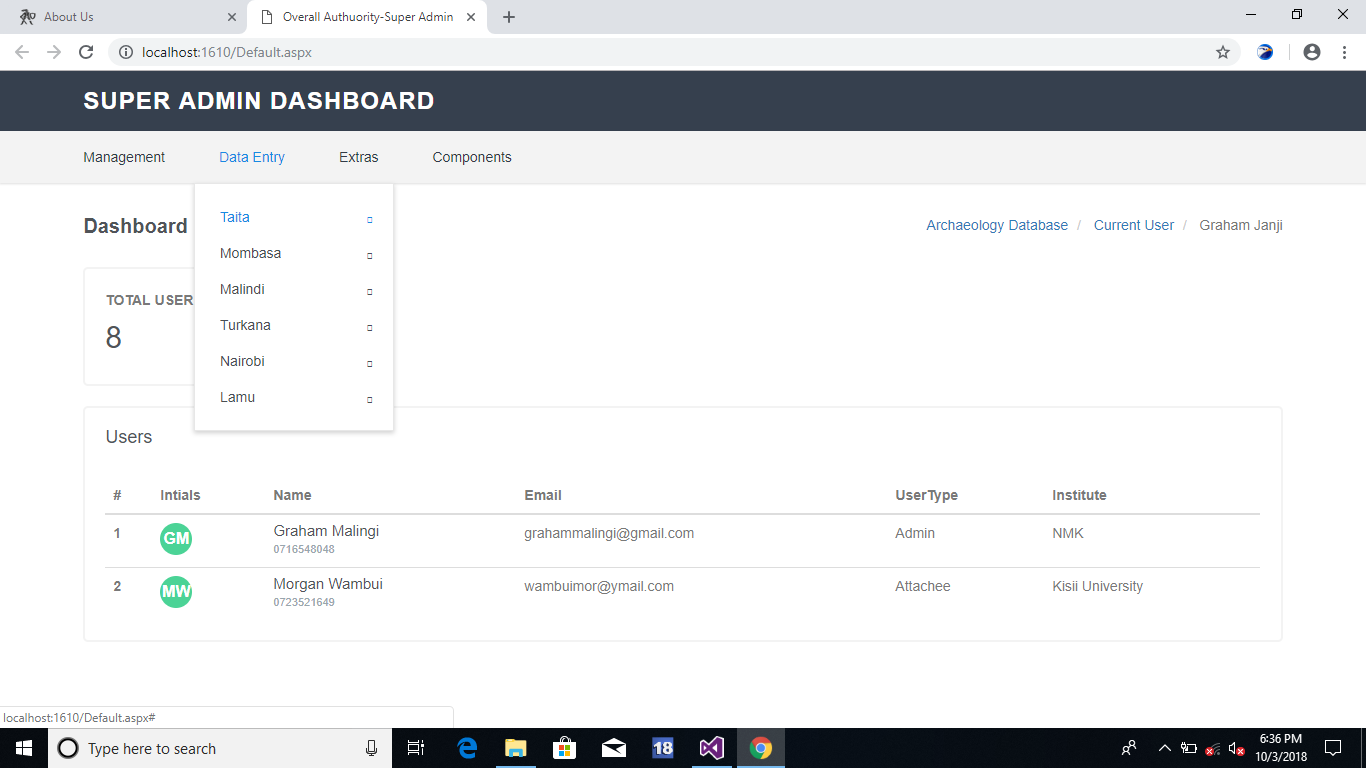 About Us
Overall Authuority-Super Admin
localhost:1610/Default.aspx
SUPER ADMIN DASHBOARD
Management Data Entry Extras Components
Dashboard
Archaeology Database / Current User / Graham Janji
Taita
Mombasa
Malindi
Turkana
Nairobi
Lamu
TOTAL USER
8
Users
# Intials Name Email UserType Institute
1 GM Graham Malingi grahammalingi@gmail.com Admin NMK
0716548048
2 MW Morgan Wambui wambuimor@ymail.com Attachee Kisii University
0723521649
localhost:1610/Default.aspx#
Type here to search
18
6:36 PM
10/3/2018